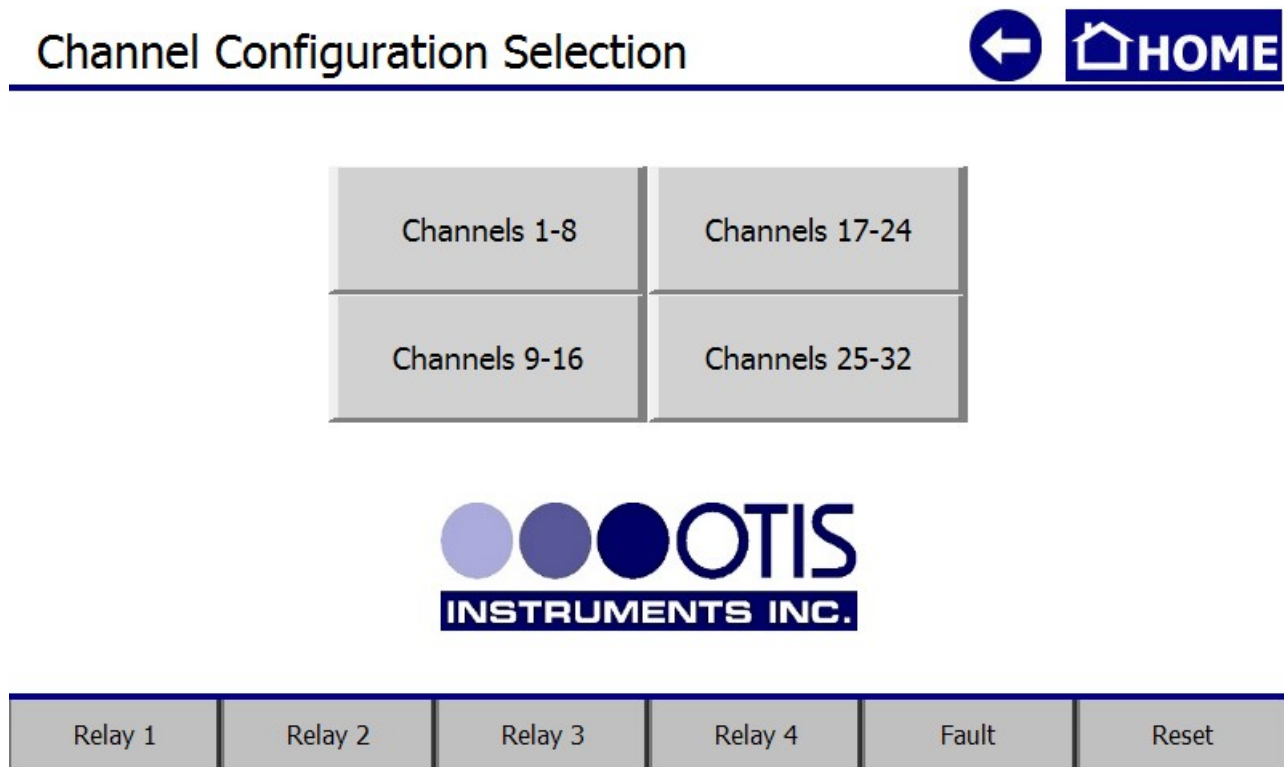 Channel Configuration Selection
HOME
Channels 1-8
Channels 17-24
Channels 9-16
Channels 25-32
OTIS
INSTRUMENTS INC.
Relay 1
Relay 2
Relay 3
Relay 4
Fault
Reset